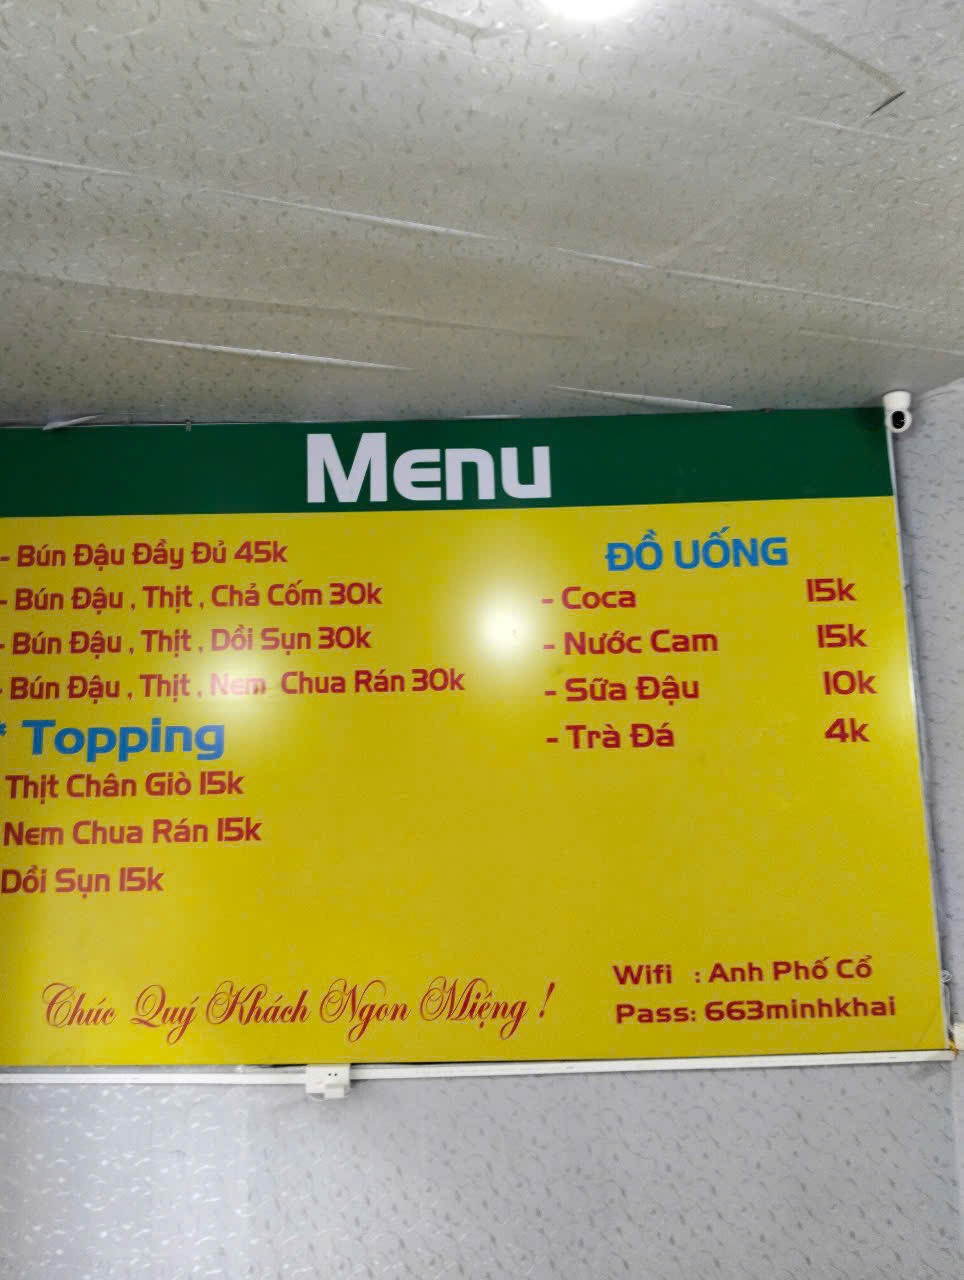 Menu
- Bún Đậu Đầy Đủ 45k
- Bún Đậu , Thịt , Chả Cốm 30k
- Bún Đậu , Thịt , Dồi Sụn 30k
- Bún Đậu , Thịt , Nem Chua Rán 30k
* Topping
Thịt Chân Giò 15k
Nem Chua Rán 15k
Dồi Sụn 15k
ĐỒ UỐNG
- Coca 15k
- Nước Cam 15k
- Sữa Đậu 10k
- Trà Đá 4k
Chúc Quý Khách Ngon Miệng !
Wifi : Anh Phố Cổ
Pass: 663minhkhai